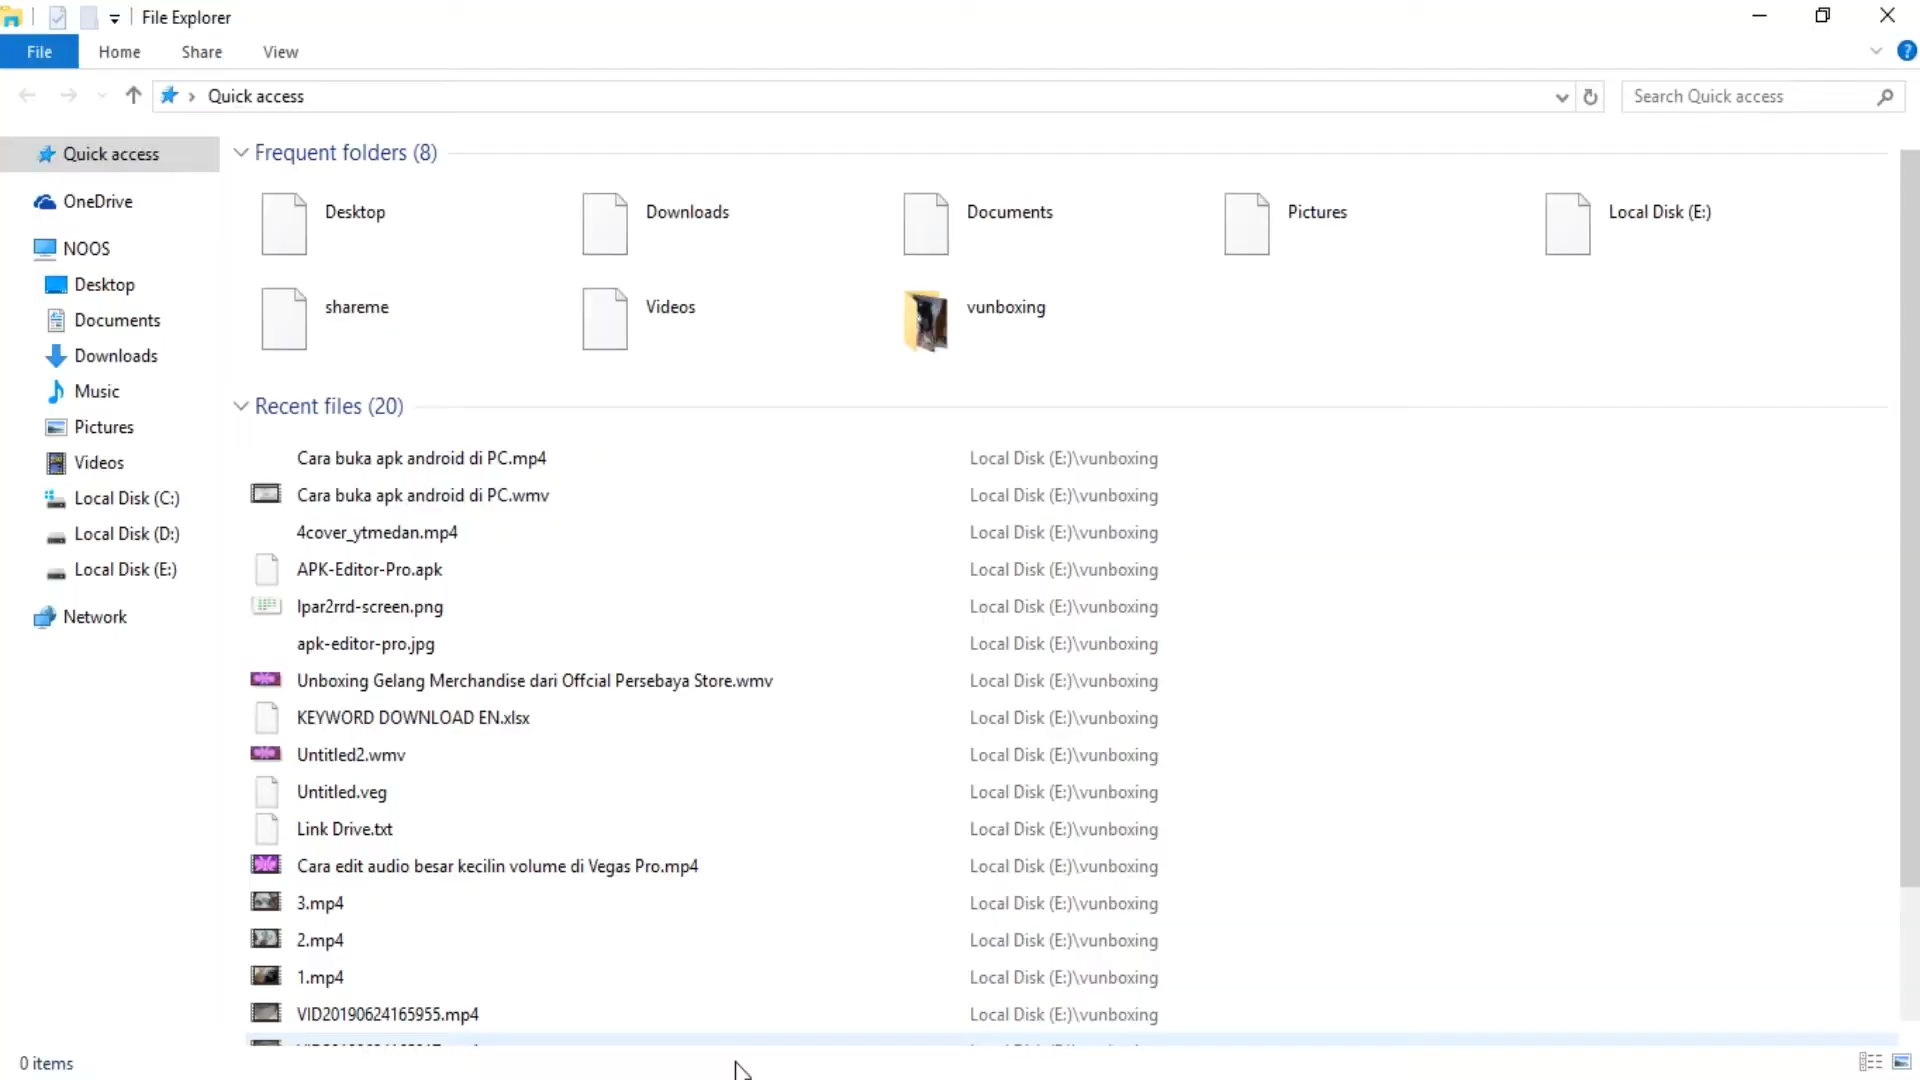 File Explorer
File Home Share View
Quick access Search Quick access
Quick access
OneDrive
NOOS
Desktop
Documents
Downloads
Music
Pictures
Videos
Local Disk (C:)
Local Disk (D:)
Local Disk (E:)
Network
Frequent folders (8)
Desktop Downloads Documents Pictures Local Disk (E:)
shareme Videos vunboxing
Recent files (20)
Cara buka apk android di PC.mp4 Local Disk (E:)\vunboxing
Cara buka apk android di PC.wmv Local Disk (E:)\vunboxing
4cover_ytmedan.mp4 Local Disk (E:)\vunboxing
APK-Editor-Pro.apk Local Disk (E:)\vunboxing
lpar2rrd-screen.png Local Disk (E:)\vunboxing
apk-editor-pro.jpg Local Disk (E:)\vunboxing
Unboxing Gelang Merchandise dari Offcial Persebaya Store.wmv Local Disk (E:)\vunboxing
KEYWORD DOWNLOAD EN.xlsx Local Disk (E:)\vunboxing
Untitled2.wmv Local Disk (E:)\vunboxing
Untitled.veg Local Disk (E:)\vunboxing
Link Drive.txt Local Disk (E:)\vunboxing
Cara edit audio besar kecilin volume di Vegas Pro.mp4 Local Disk (E:)\vunboxing
3.mp4 Local Disk (E:)\vunboxing
2.mp4 Local Disk (E:)\vunboxing
1.mp4 Local Disk (E:)\vunboxing
VID20190624165955.mp4 Local Disk (E:)\vunboxing
0 items